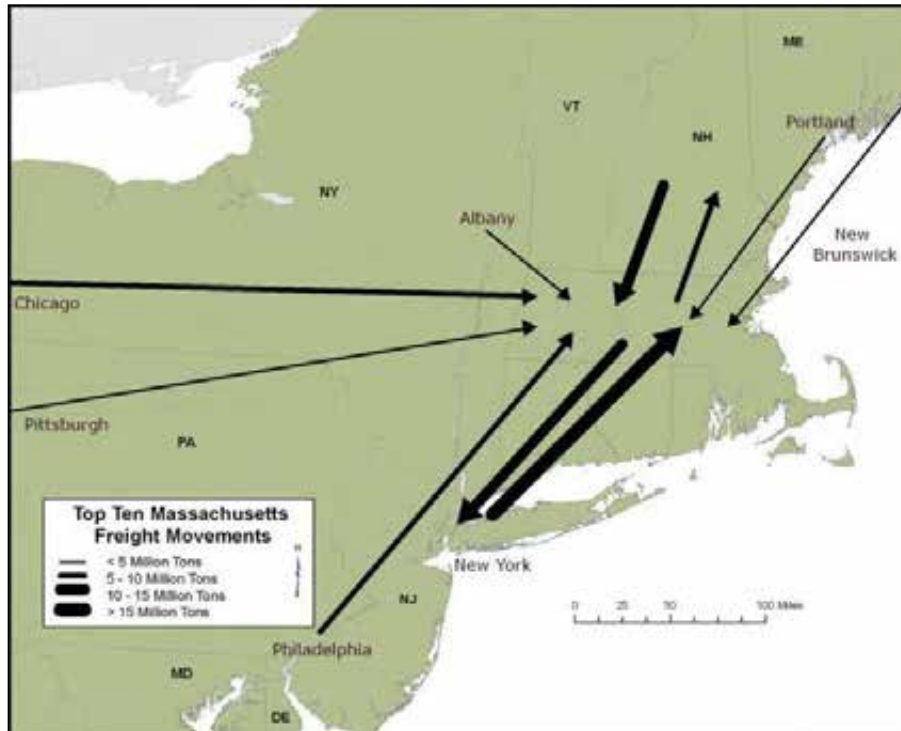 ME
VT
Portland
NH
NY
Albany
New
Brunswick
Chicago
Pittsburgh
PA
Top Ten Massachusetts
Freight Movements
< 5 Million Tons
5 - 10 Million Tons
10 - 15 Million Tons
> 15 Million Tons
New York
NJ
0 25 50 100 Miles
Philadelphia
MD
DE